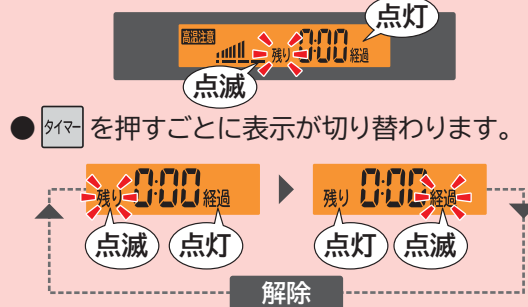 点灯
高温注意 残り 0:00 経過
点滅
● タイマー を押すごとに表示が切り替わります。
残り 0:00 経過 ▶ 残り 0:00 経過
点滅 点灯 点灯 点滅
解除